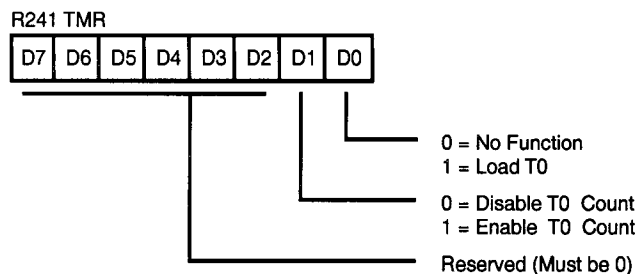 R241 TMR
D7 D6 D5 D4 D3 D2 D1 D0
0 = No Function
1 = Load T0
0 = Disable T0 Count
1 = Enable T0 Count
Reserved (Must be 0)